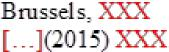 Brussels, XXX
[…](2015) XXX